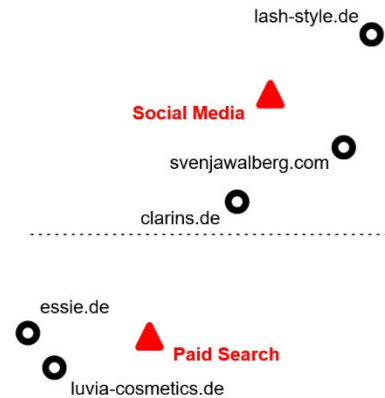 lash-style.de
Social Media
svenjawalberg.com
clarins.de
essie.de
Paid Search
luvia-cosmetics.de